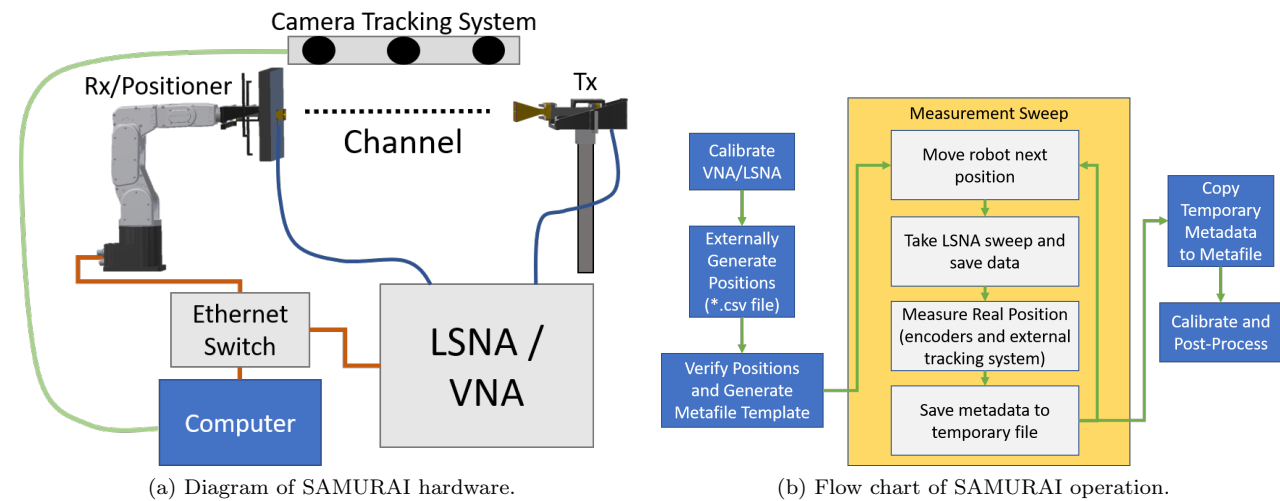 Camera Tracking System
Rx/Positioner
Tx
Channel
Ethernet
Switch
LSNA /
VNA
Computer
(a) Diagram of SAMURAI hardware.
Calibrate
VNA/LSNA
Externally
Generate
Positions
(*.csv file)
Verify Positions
and Generate
Metafile Template
Measurement Sweep
Move robot next
position
Take LSNA sweep and
save data
Measure Real Position
(encoders and external
tracking system)
Save metadata to
temporary file
Copy
Temporary
Metadata
to Metafile
Calibrate and
Post-Process
(b) Flow chart of SAMURAI operation.